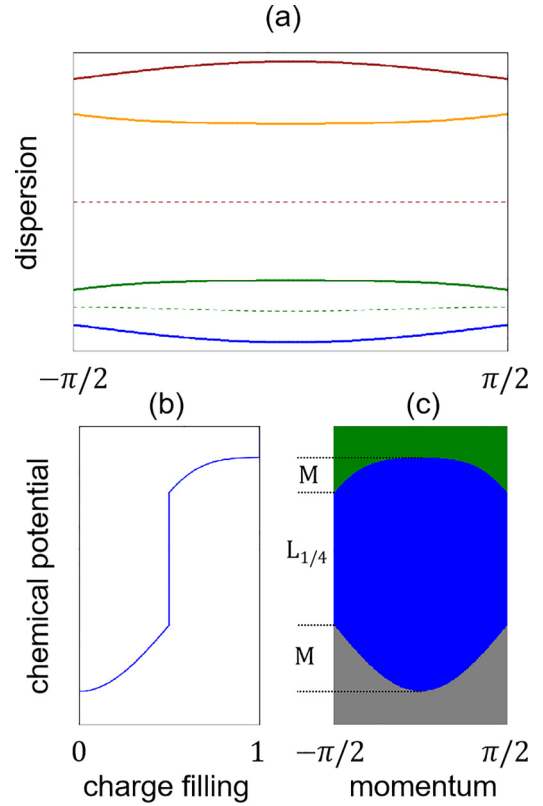 (a)
dispersion
−π/2 π/2
(b) (c)
chemical potential
M
L1/4
M
0 1 −π/2 π/2
charge filling momentum